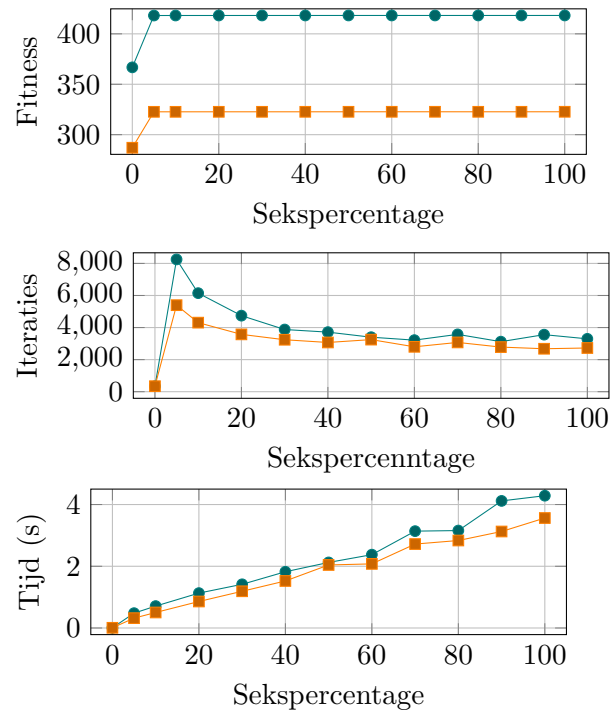 400
350
300
Fitness
0 20 40 60 80 100
Sekspercentage
8,000
6,000
4,000
2,000
0
Iteraties
0 20 40 60 80 100
Sekspercenntage
4
2
0
Tijd (s)
0 20 40 60 80 100
Sekspercentage